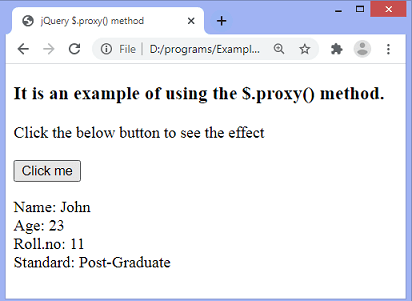 jQuery $.proxy() method
File | D:/programs/Exampl...
It is an example of using the $.proxy() method.
Click the below button to see the effect
Click me
Name: John
Age: 23
Roll.no: 11
Standard: Post-Graduate